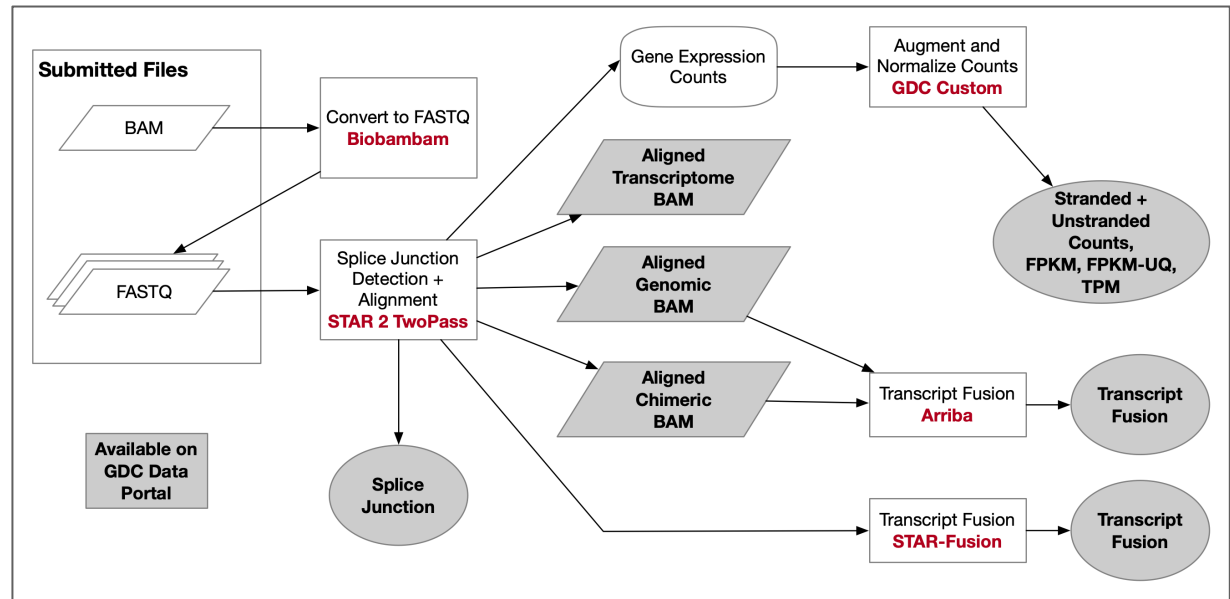 Submitted Files
BAM
Convert to FASTQ
Biobambam
FASTQ
Splice Junction
Detection +
Alignment
STAR 2 TwoPass
Gene Expression
Counts
Augment and
Normalize Counts
GDC Custom
Stranded +
Unstranded
Counts,
FPKM, FPKM-UQ,
TPM
Aligned
Transcriptome
BAM
Aligned
Genomic
BAM
Aligned
Chimeric
BAM
Transcript Fusion
Arriba
Transcript
Fusion
Transcript Fusion
STAR-Fusion
Transcript
Fusion
Splice
Junction
Available on
GDC Data
Portal